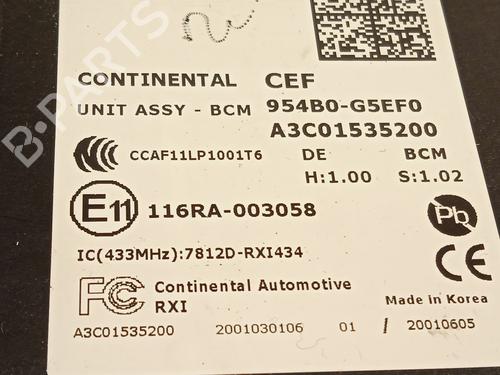 B-PARTS
CONTINENTAL CEF
UNIT ASSY - BCM 954B0-G5EF0
A3C01535200
CCAF11LP1001T6 DE BCM
H:1.00 S:1.02
E11 116RA-003058 Pb
IC(433MHz):7812D-RXI434
CE
FC Continental Automotive
RXI
Made in Korea
A3C01535200 2001030106 01 / 20010605